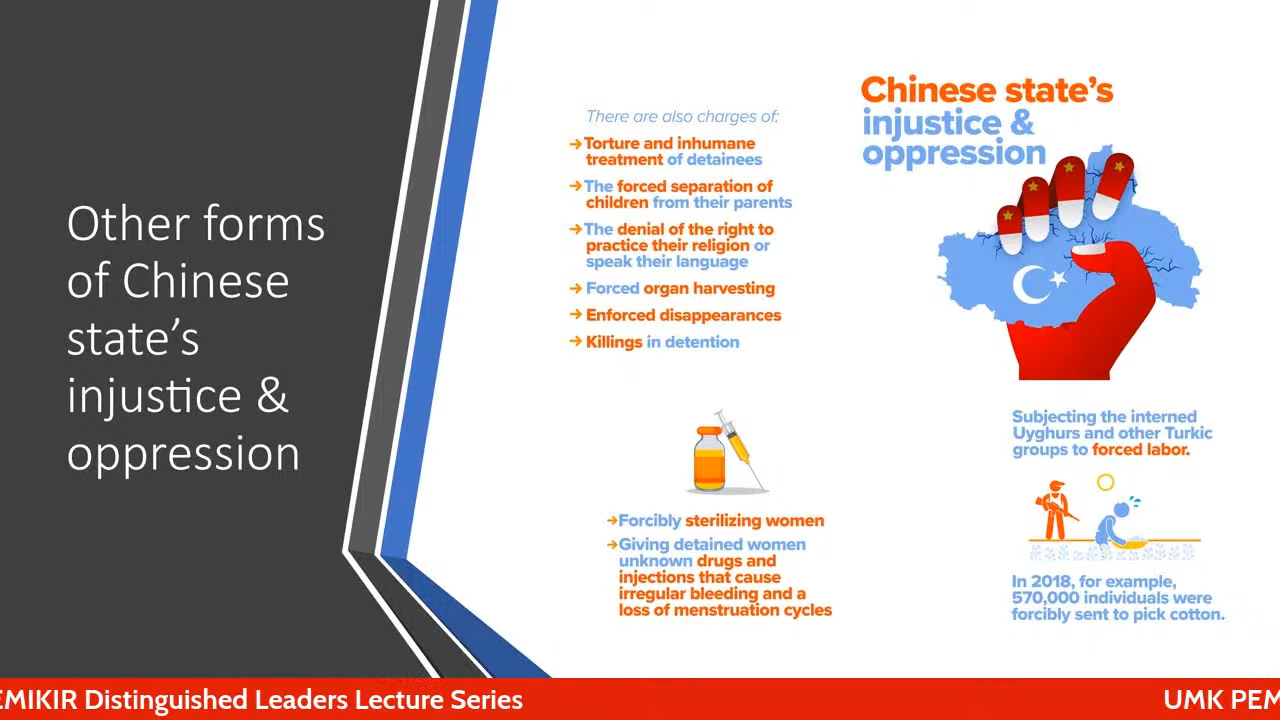 Other forms
of Chinese
state's
injustice &
oppression
There are also charges of:
→Torture and inhumane
treatment of detainees
→The forced separation of
children from their parents
→The denial of the right to
practice their religion or
speak their language
→Forced organ harvesting
→Enforced disappearances
→Killings in detention
→Forcibly sterilizing women
→Giving detained women
unknown drugs and
injections that cause
irregular bleeding and a
loss of menstruation cycles
Chinese state's
injustice &
oppression
Subjecting the interned
Uyghurs and other Turkic
groups to forced labor.
In 2018, for example,
570,000 individuals were
forcibly sent to pick cotton.
EMIKIR Distinguished Leaders Lecture Series
UMK PEM